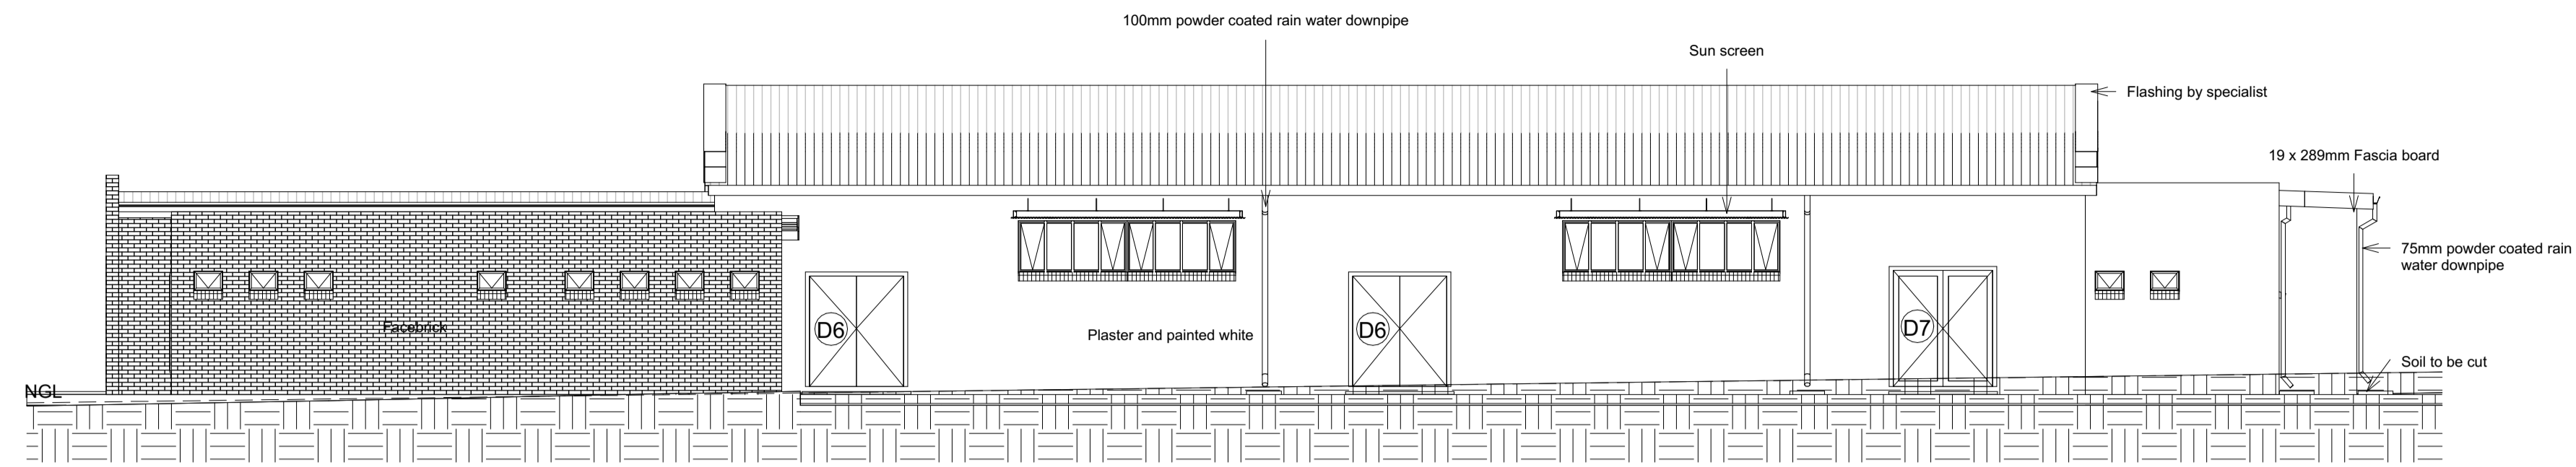 100mm powder coated rain water downpipe
Sun screen
Flashing by specialist
19 x 289mm Fascia board
75mm powder coated rain
water downpipe
Facebrick
D6
Plaster and painted white
D6
D7
Soil to be cut
NGL